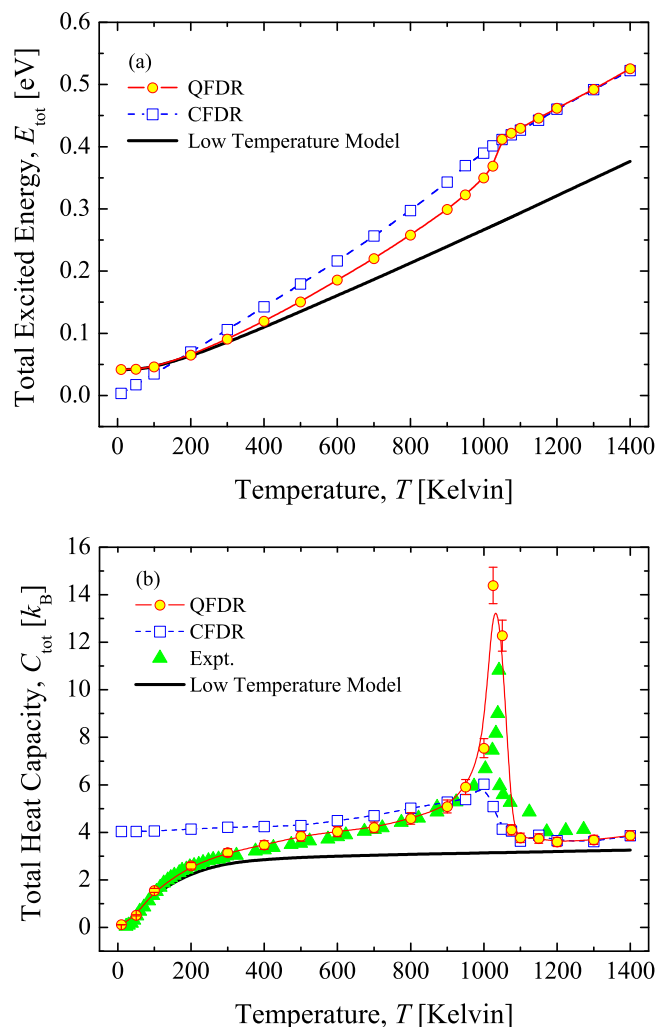 0.6
0.5
0.4
0.3
0.2
0.1
0.0
Total Excited Energy, E_tot [eV]
(a)
QFDR
CFDR
Low Temperature Model
0 200 400 600 800 1000 1200 1400
Temperature, T [Kelvin]
16
14
12
10
8
6
4
2
0
Total Heat Capacity, C_tot [k_B]
(b)
QFDR
CFDR
Expt.
Low Temperature Model
0 200 400 600 800 1000 1200 1400
Temperature, T [Kelvin]